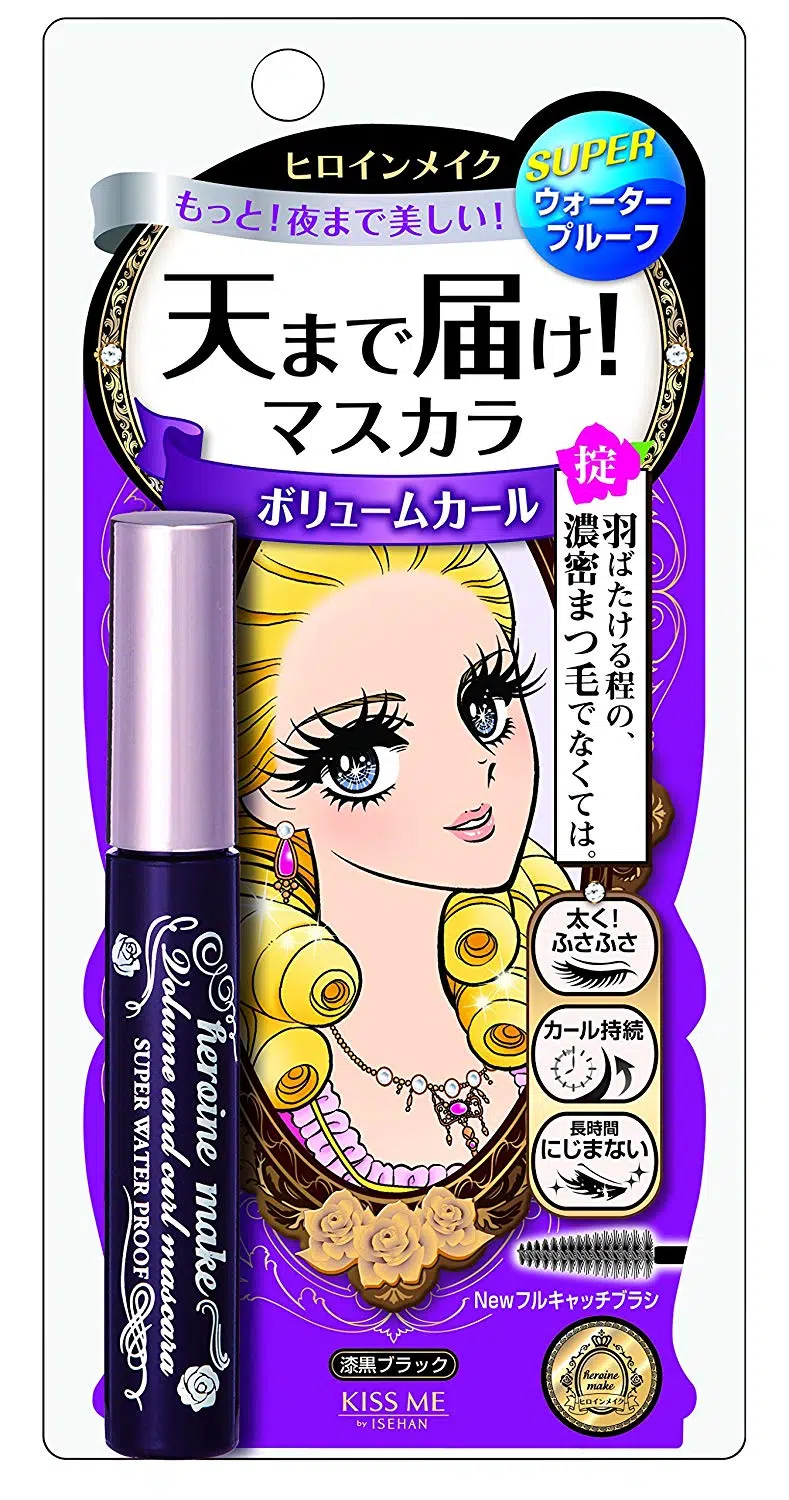 ヒロインメイク
もっと！夜まで美しい！
SUPER
ウォーター
プルーフ
天まで届け！
マスカラ
ボリュームカール
掟
羽ばたける程の、
濃密まつ毛でなくては。
太く！
ふさふさ
カール持続
長時間
にじまない
Newフルキャッチブラシ
heroine make
Volume and curl mascara
SUPER WATER PROOF
漆黒ブラック
KISS ME
by ISEHAN
heroine
make
ヒロインメイク